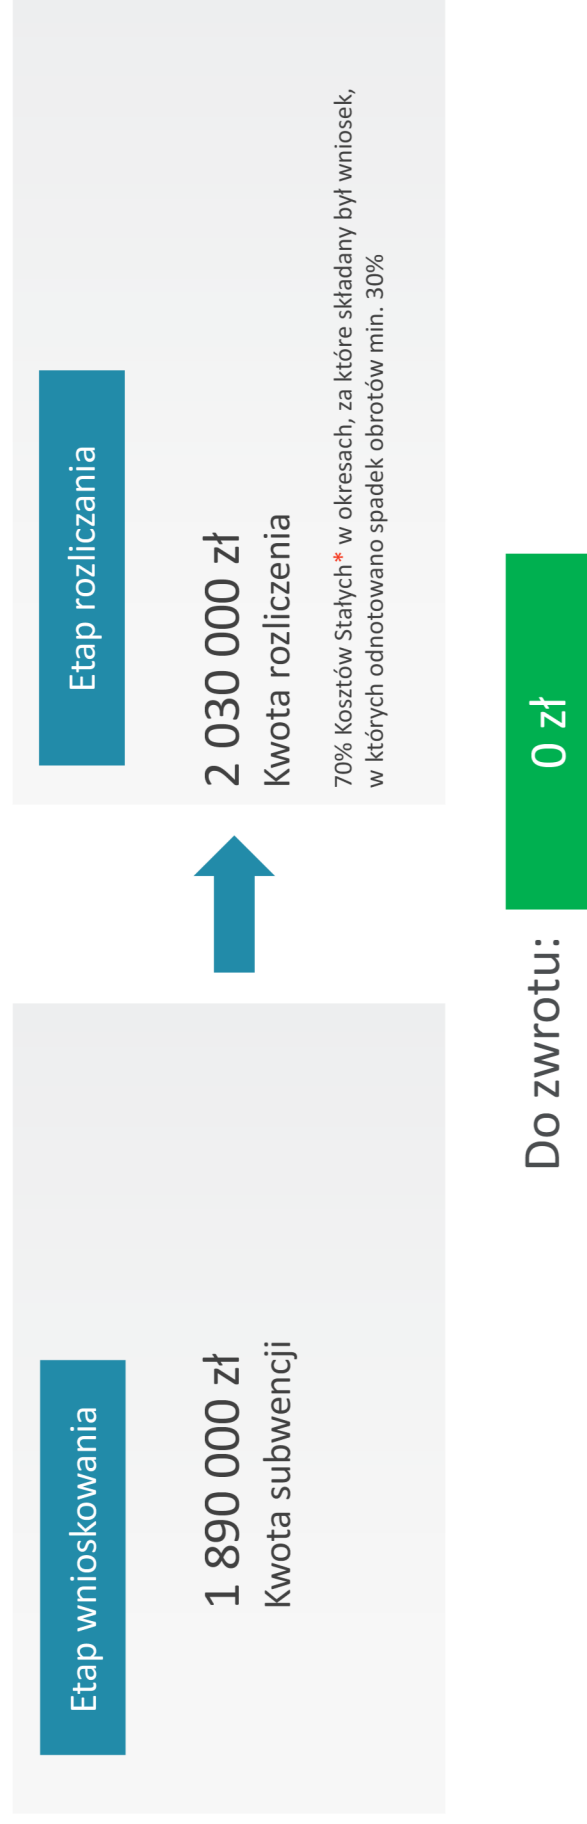 Etap wnioskowania
1 890 000 zł
Kwota subwencji
Etap rozliczania
2 030 000 zł
Kwota rozliczenia
70% Kosztów Stałych* w okresach, za które składany był wniosek,
w których odnotowano spadek obrotów min. 30%
Do zwrotu:
0 zł